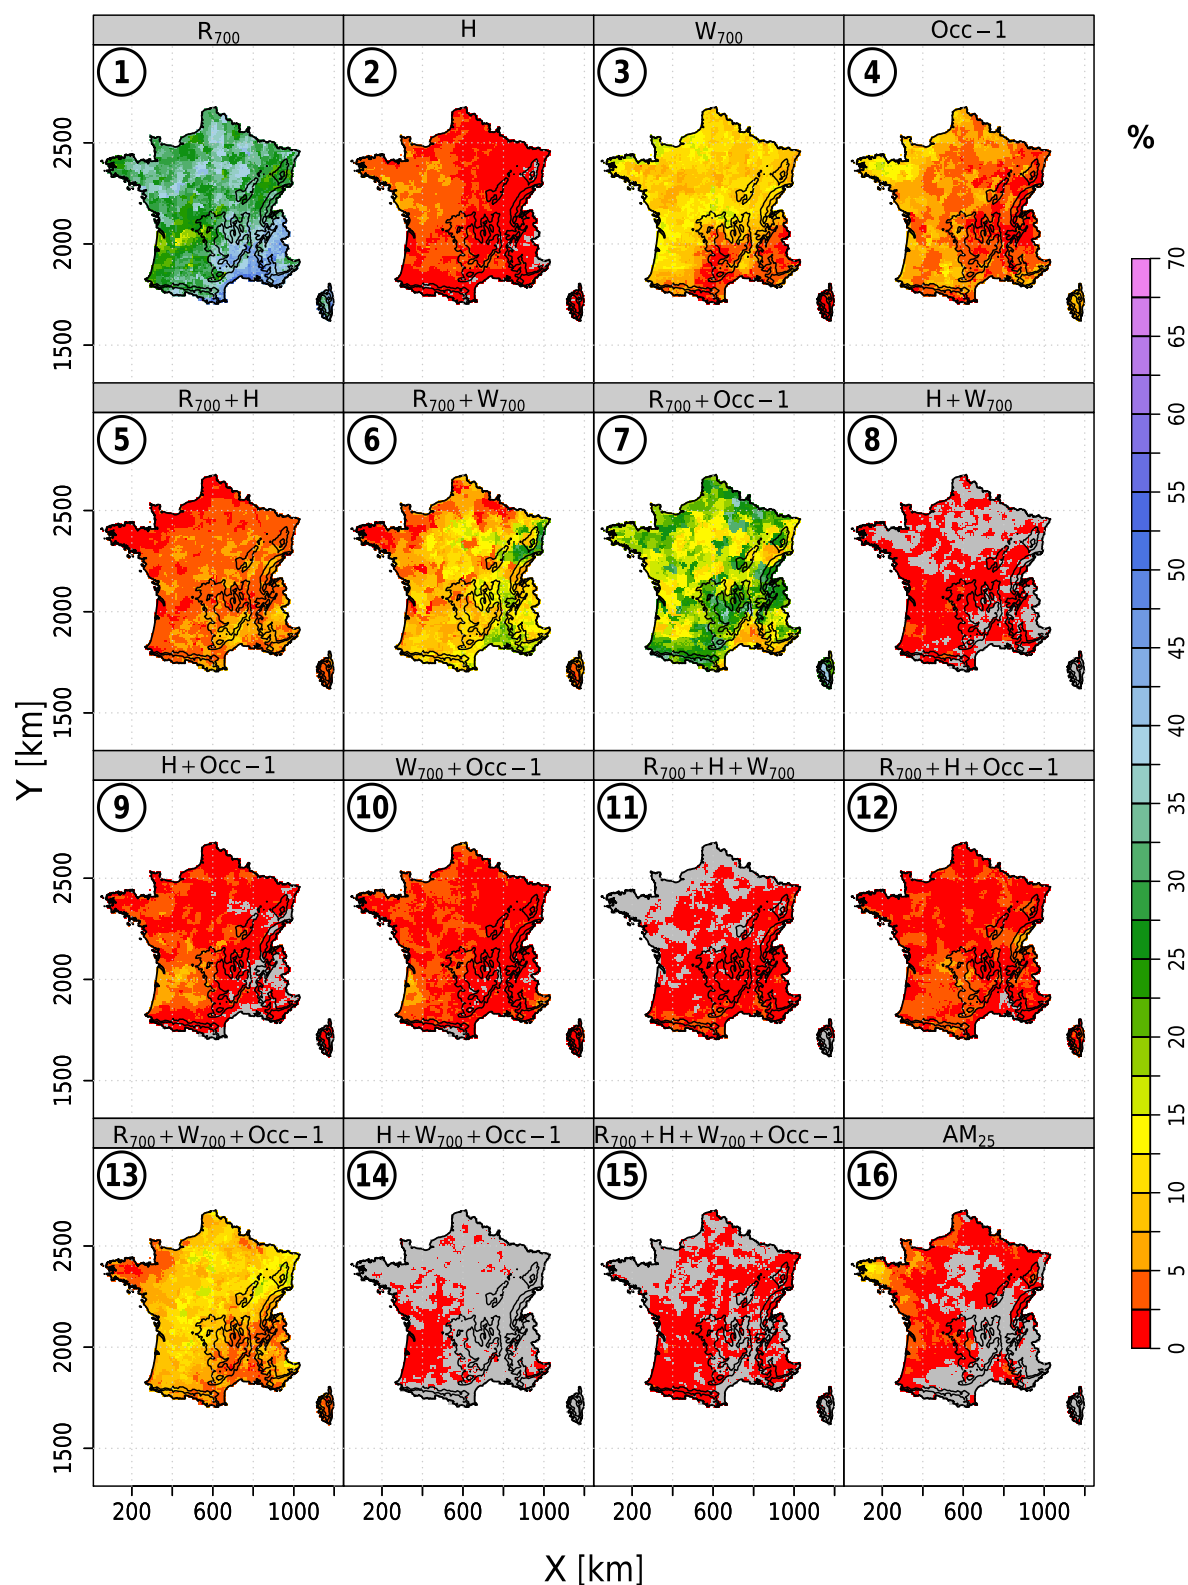 R700 H W700 Occ−1
1 2 3 4
%
2500
2000
1500
R700+H R700+W700 R700+Occ−1 H+W700
5 6 7 8
2500
2000
1500
H+Occ−1 W700+Occ−1 R700+H+W700 R700+H+Occ−1
9 10 11 12
2500
2000
1500
R700+W700+Occ−1 H+W700+Occ−1 R700+H+W700+Occ−1 AM25
13 14 15 16
2500
2000
1500
200 600 1000 200 600 1000 200 600 1000 200 600 1000
X [km]
Y [km]
70
65
60
55
50
45
40
35
30
25
20
15
10
5
0